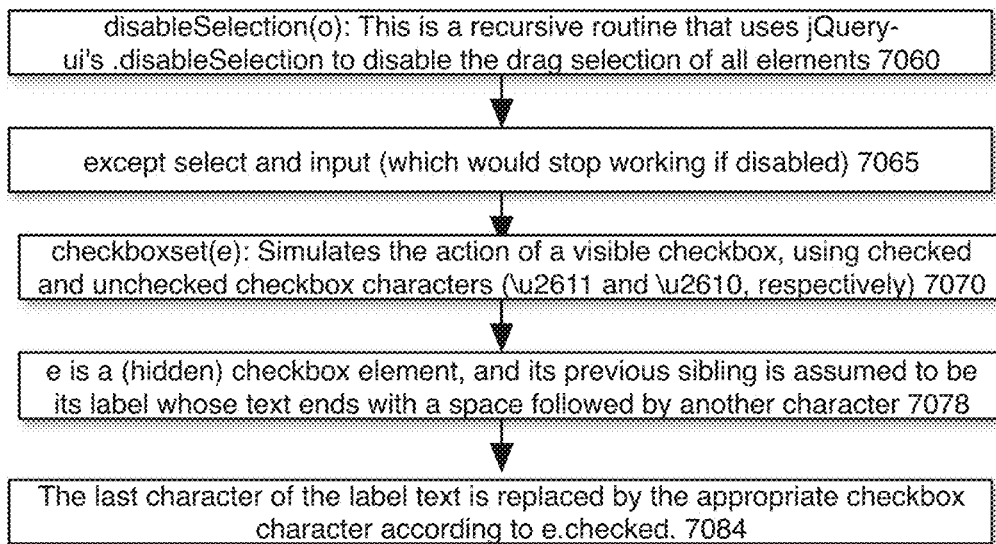 disableSelection(o): This is a recursive routine that uses jQuery-
ui's .disableSelection to disable the drag selection of all elements 7060
except select and input (which would stop working if disabled) 7065
checkboxset(e): Simulates the action of a visible checkbox, using checked
and unchecked checkbox characters (\u2611 and \u2610, respectively) 7070
e is a (hidden) checkbox element, and its previous sibling is assumed to be
its label whose text ends with a space followed by another character 7078
The last character of the label text is replaced by the appropriate checkbox
character according to e.checked. 7084